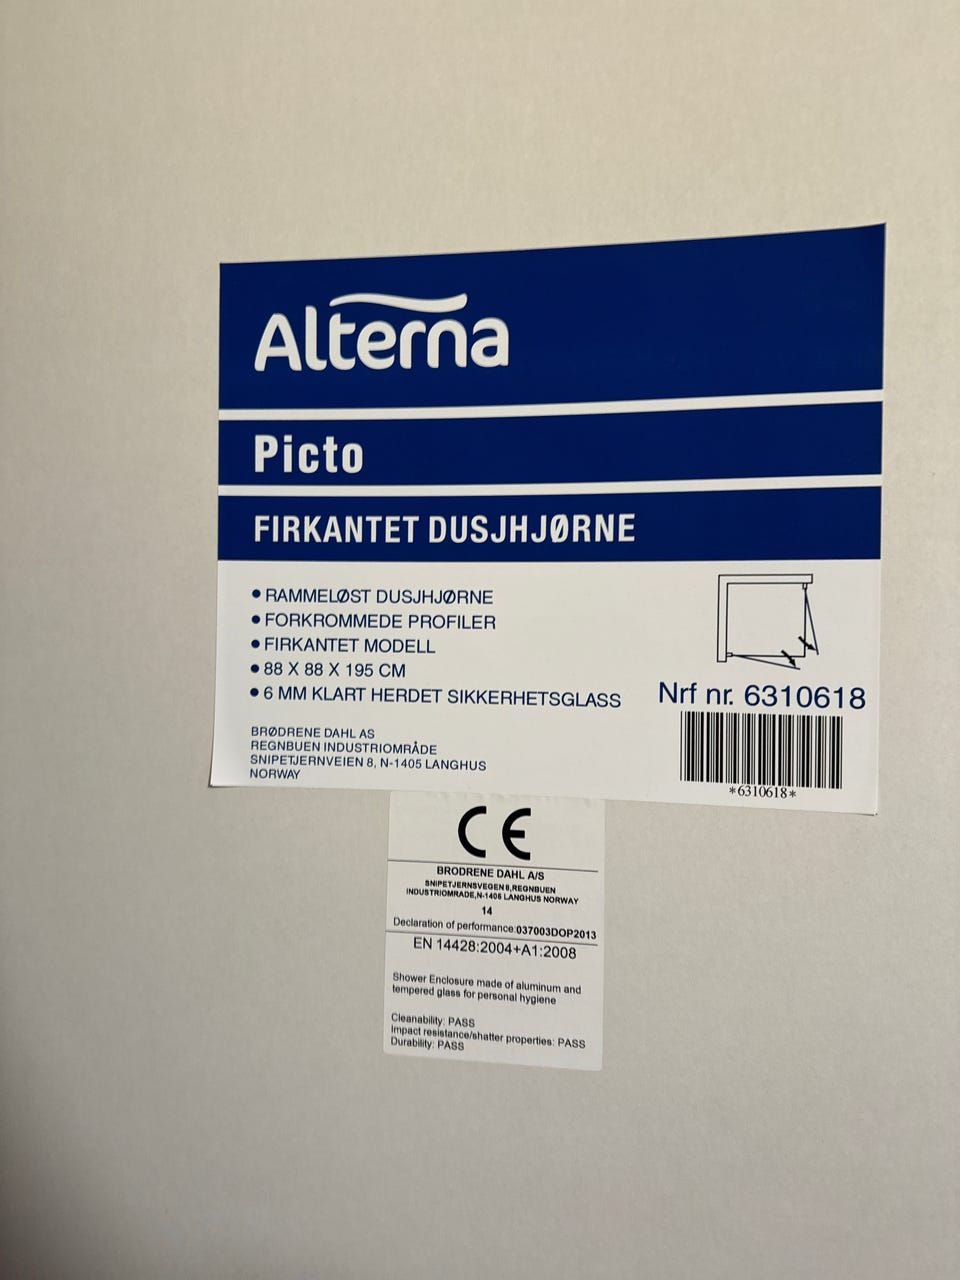 Alterna
Picto
FIRKANTET DUSJHJØRNE
• RAMMELØST DUSJHJØRNE
• FORKROMMEDE PROFILER
• FIRKANTET MODELL
• 88 X 88 X 195 CM
• 6 MM KLART HERDET SIKKERHETSGLASS
BRØDRENE DAHL AS
REGNBUEN INDUSTRIOMRÅDE
SNIPETJERNVEIEN 8, N-1405 LANGHUS
NORWAY
Nrf nr. 6310618
*6310618*
CE
BRODRENE DAHL A/S
SNIPETJERNSVEGEN 8,REGNBUEN
INDUSTRIOMRADE,N-1405 LANGHUS NORWAY
14
Declaration of performance:037003DOP2013
EN 14428:2004+A1:2008
Shower Enclosure made of aluminum and
tempered glass for personal hygiene
Cleanability: PASS
Impact resistance/shatter properties: PASS
Durability: PASS